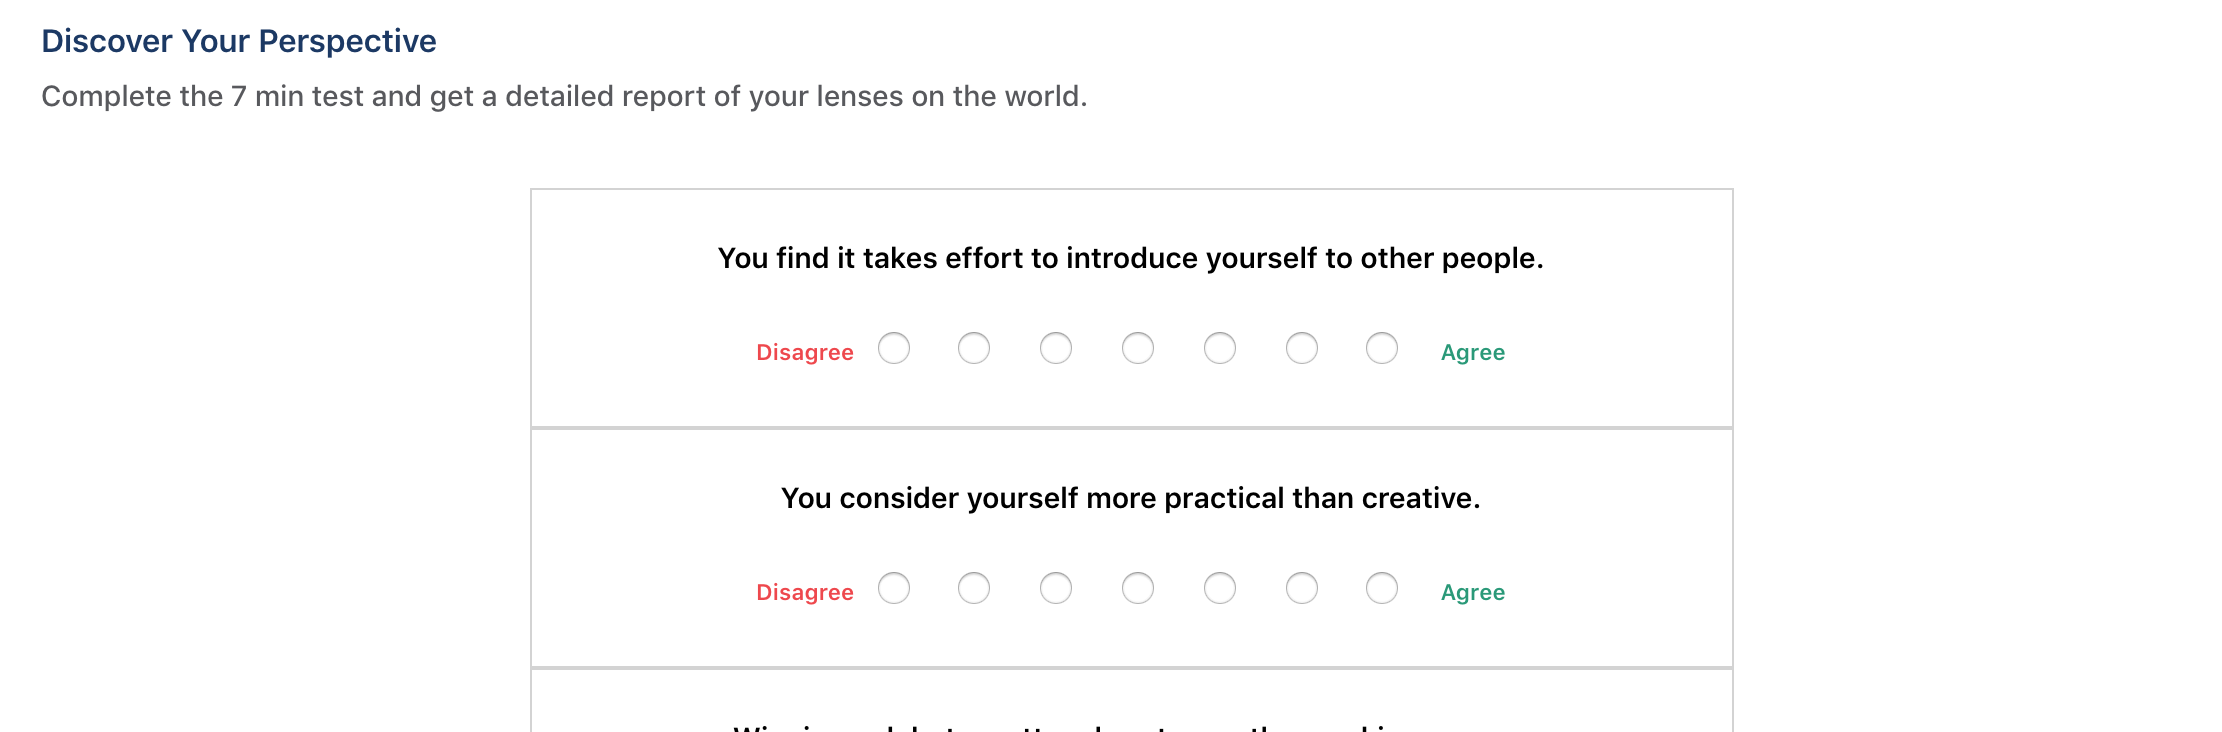 Discover Your Perspective
Complete the 7 min test and get a detailed report of your lenses on the world.
You find it takes effort to introduce yourself to other people.
Disagree Agree
You consider yourself more practical than creative.
Disagree Agree